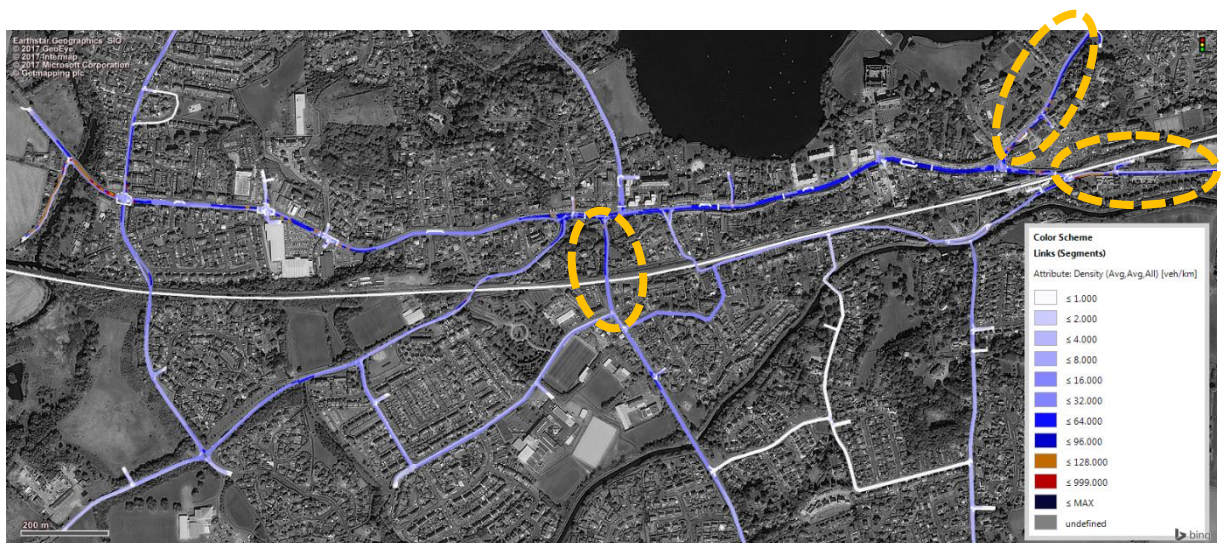 Earthstar Geographics SIO
© 2017 GeoEye
© 2017 Intermap
© 2017 Microsoft Corporation
© Getmapping plc
Color Scheme
Links (Segments)
Attribute: Density (Avg,Avg,All) [veh/km]
≤ 1.000
≤ 2.000
≤ 4.000
≤ 8.000
≤ 16.000
≤ 32.000
≤ 64.000
≤ 96.000
≤ 128.000
≤ 999.000
≤ MAX
undefined
200 m
bing